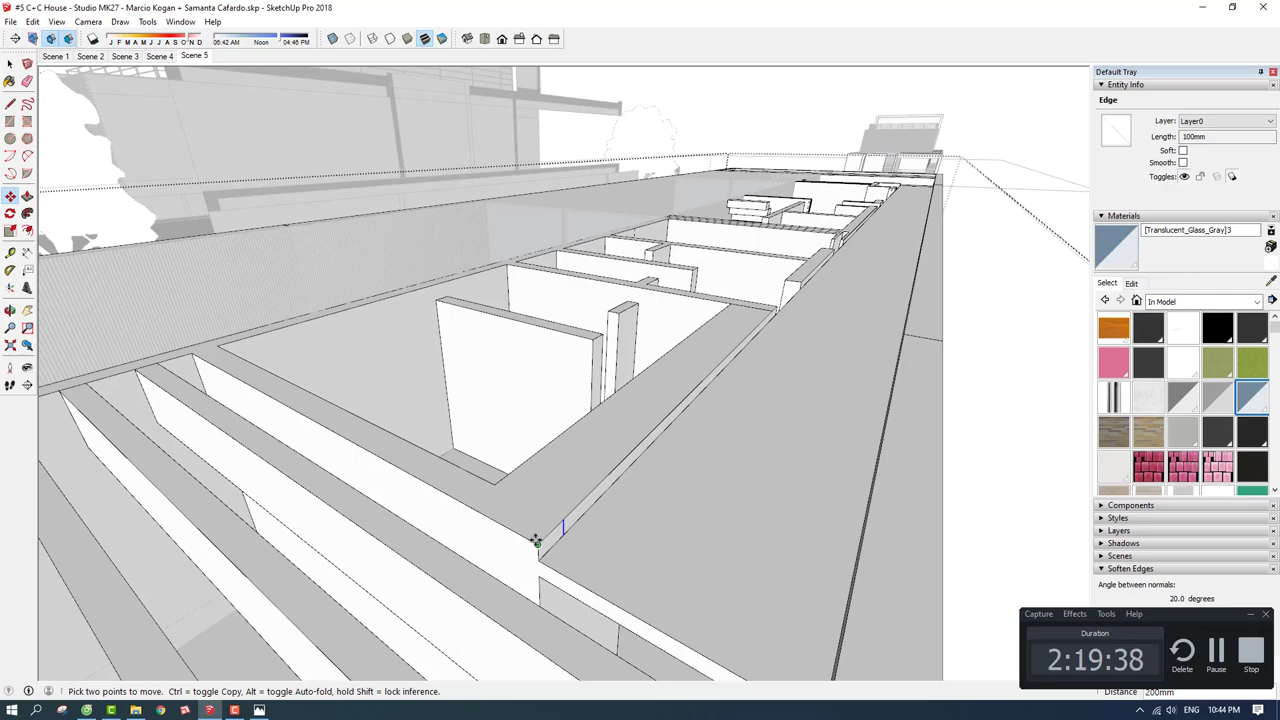 #5 C+C House - Studio MK27 - Marcio Kogan + Samanta Cafardo.skp - SketchUp Pro 2018
File Edit View Camera Draw Tools Window Help
J F M A M J J A S O N D 06:42 AM Noon 04:46 PM
Scene 1 Scene 2 Scene 3 Scene 4 Scene 5
Default Tray
Entity Info
Edge
Layer: Layer0
Length: 100mm
Soft:
Smooth:
Toggles:
Materials
[Translucent_Glass_Gray]3
Select Edit
In Model
Components
Styles
Layers
Shadows
Scenes
Soften Edges
Angle between normals:
20.0 degrees
Capture Effects Tools Help
Duration
2:19:38
Delete Pause Stop
Pick two points to move. Ctrl = toggle Copy, Alt = toggle Auto-fold, hold Shift = lock inference.
Distance 200mm
ENG 10:44 PM